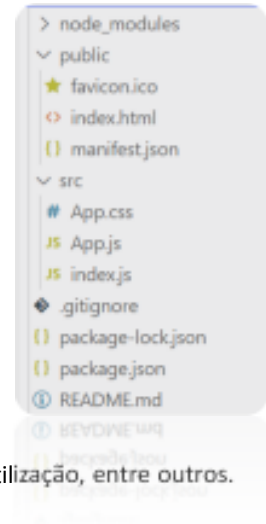 node_modules
public
favicon.ico
index.html
manifest.json
src
App.css
App.js
index.js
.gitignore
package-lock.json
package.json
README.md
ilização, entre outros.